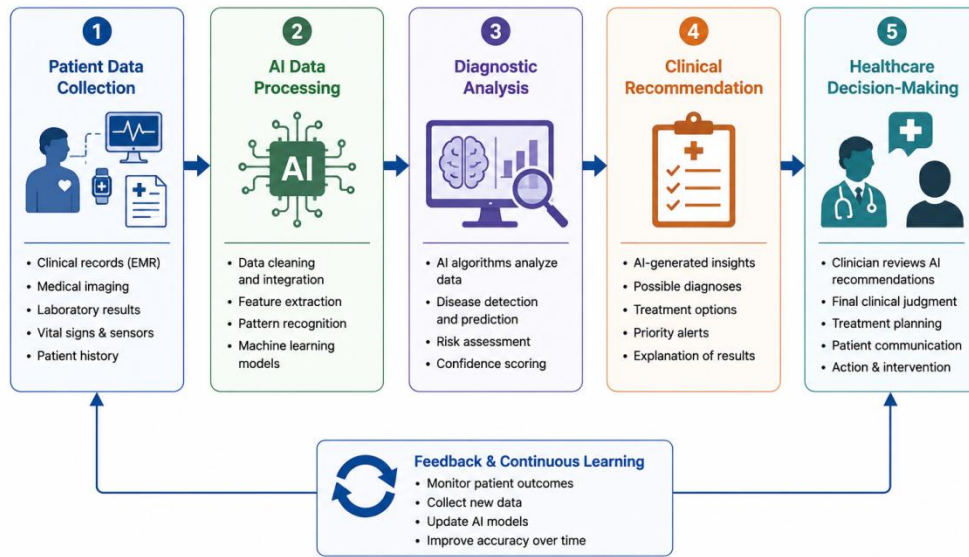 1
Patient Data
Collection
• Clinical records (EMR)
• Medical imaging
• Laboratory results
• Vital signs & sensors
• Patient history
2
AI Data
Processing
AI
• Data cleaning
and integration
• Feature extraction
• Pattern recognition
• Machine learning
models
3
Diagnostic
Analysis
• AI algorithms analyze
data
• Disease detection
and prediction
• Risk assessment
• Confidence scoring
4
Clinical
Recommendation
• AI-generated insights
• Possible diagnoses
• Treatment options
• Priority alerts
• Explanation of results
5
Healthcare
Decision-Making
• Clinician reviews AI
recommendations
• Final clinical judgment
• Treatment planning
• Patient communication
• Action & intervention
Feedback & Continuous Learning
• Monitor patient outcomes
• Collect new data
• Update AI models
• Improve accuracy over time